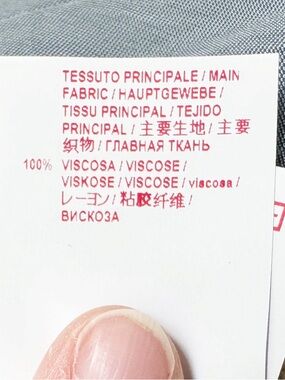 TESSUTO PRINCIPALE / MAIN
FABRIC / HAUPTGEWEBE /
TISSU PRINCIPAL / TEJIDO
PRINCIPAL / 主要生地 / 主要
织物 / ГЛАВНАЯ ТКАНЬ
100% VISCOSA / VISCOSE /
VISKOSE / VISCOSE / viscosa /
レーヨン / 粘胶纤维 /
ВИСКОЗА